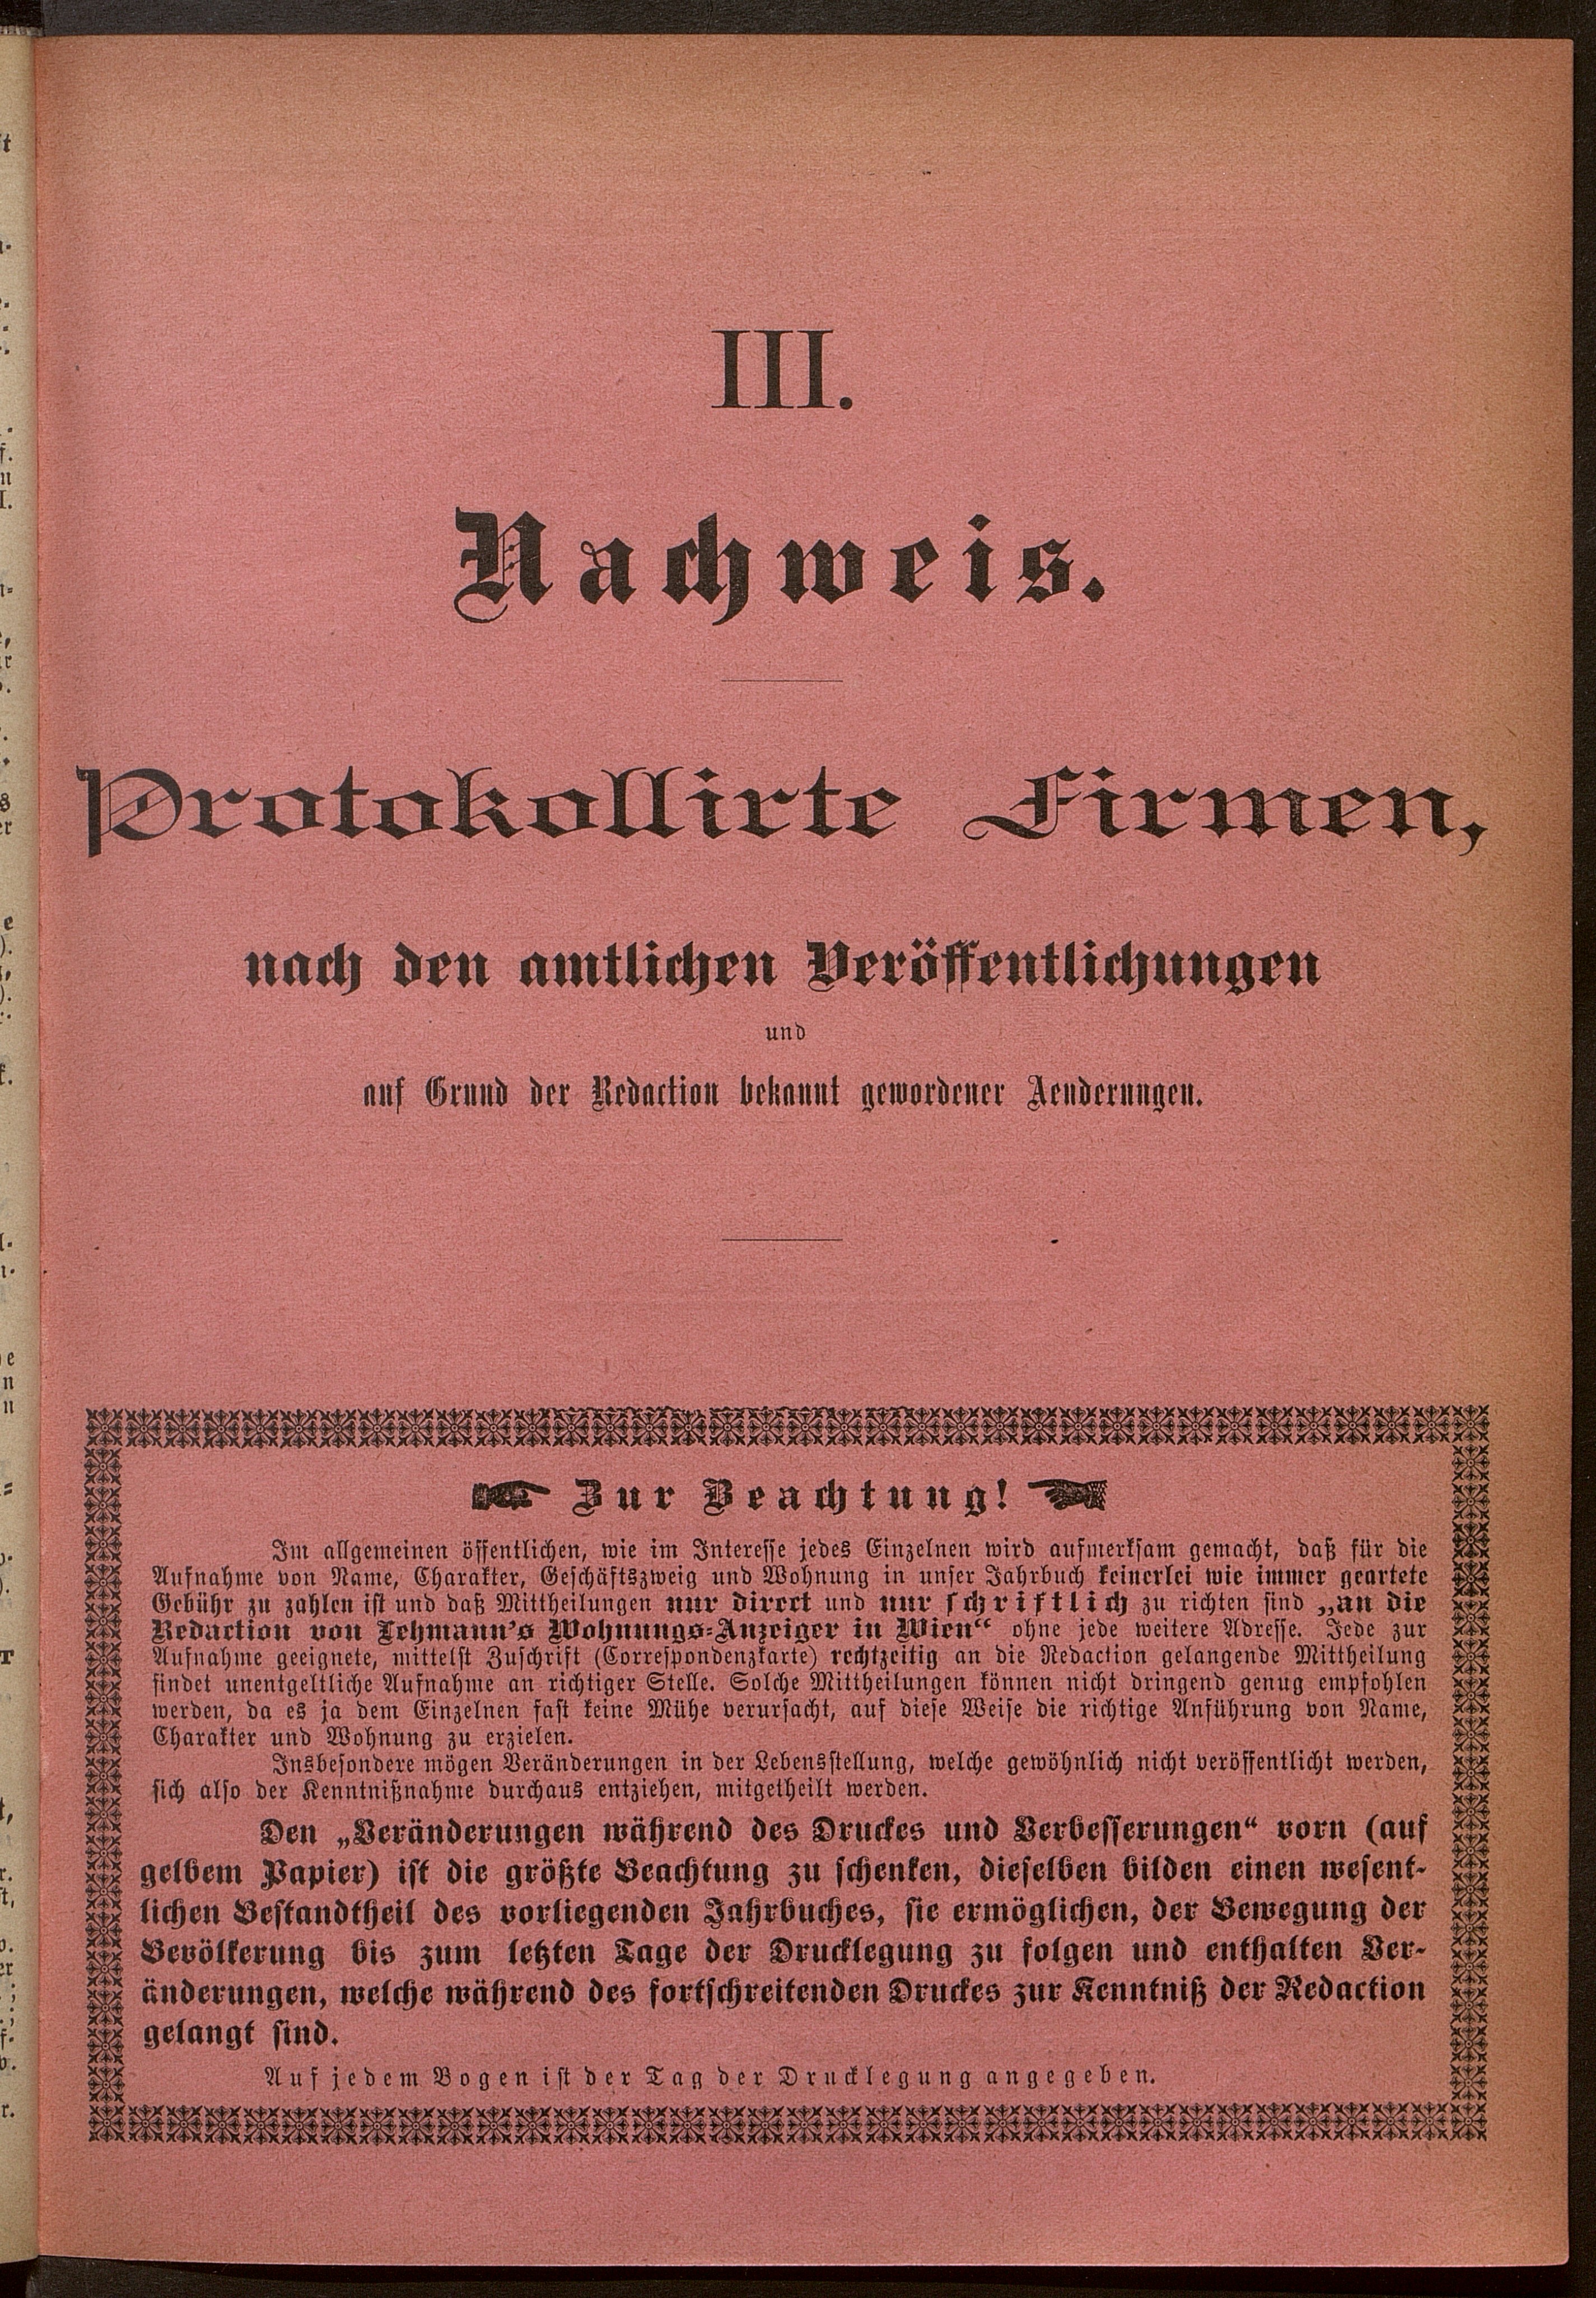 III.
Nachweis.
Protokollirte Firmen,
nach den amtlichen Veröffentlichungen
und
auf Grund der Redaction bekannt gewordener Aenderungen.
Zur Beachtung!
Im allgemeinen öffentlichen, wie im Interesse jedes Einzelnen wird aufmerksam gemacht, daß für die
Aufnahme von Name, Charakter, Geschäftszweig und Wohnung in unser Jahrbuch keinerlei wie immer geartete
Gebühr zu zahlen ist und daß Mittheilungen nur direct und nur schriftlich zu richten sind „an die
Redaction von Lehmann's Wohnungs-Anzeiger in Wien“ ohne jede weitere Adresse. Jede zur
Aufnahme geeignete, mittelst Zuschrift (Correspondenzkarte) rechtzeitig an die Redaction gelangende Mittheilung
findet unentgeltliche Aufnahme an richtiger Stelle. Solche Mittheilungen können nicht dringend genug empfohlen
werden, da es ja dem Einzelnen fast keine Mühe verursacht, auf diese Weise die richtige Anführung von Name,
Charakter und Wohnung zu erzielen.
Insbesondere mögen Veränderungen in der Lebensstellung, welche gewöhnlich nicht veröffentlicht werden,
sich also der Kenntnißnahme durchaus entziehen, mitgetheilt werden.
Den „Veränderungen während des Druckes und Verbesserungen“ vorn (auf
gelbem Papier) ist die größte Beachtung zu schenken, dieselben bilden einen wesent-
lichen Bestandtheil des vorliegenden Jahrbuches, sie ermöglichen, der Bewegung der
Bevölkerung bis zum letzten Tage der Drucklegung zu folgen und enthalten Ver-
änderungen, welche während des fortschreitenden Druckes zur Kenntniß der Redaction
gelangt sind.
Auf jedem Bogen ist der Tag der Drucklegung angegeben.